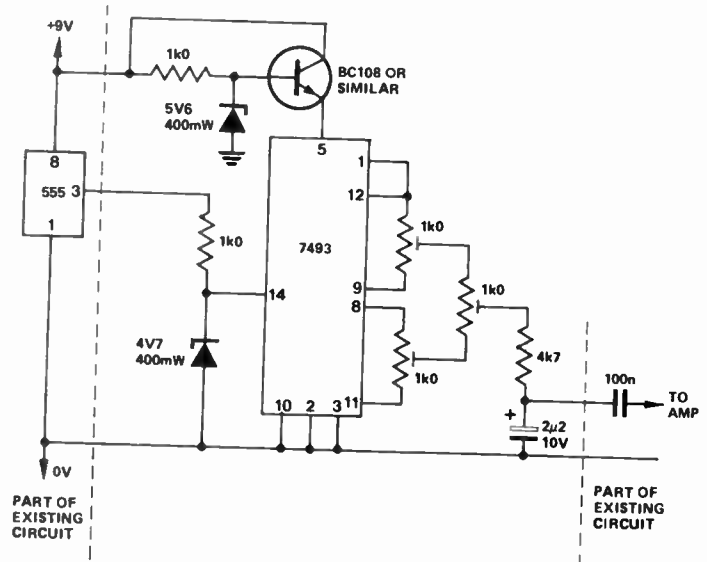 +9V
1k0
BC108 OR
SIMILAR
5V6
400mW
5
8
555 3
1
1
12
1k0
1k0
7493
14
9
8
1k0
4V7
400mW
1k0
4k7
11
10 2 3
100n
TO
AMP
+
2µ2
10V
0V
PART OF
EXISTING
CIRCUIT
PART OF
EXISTING
CIRCUIT